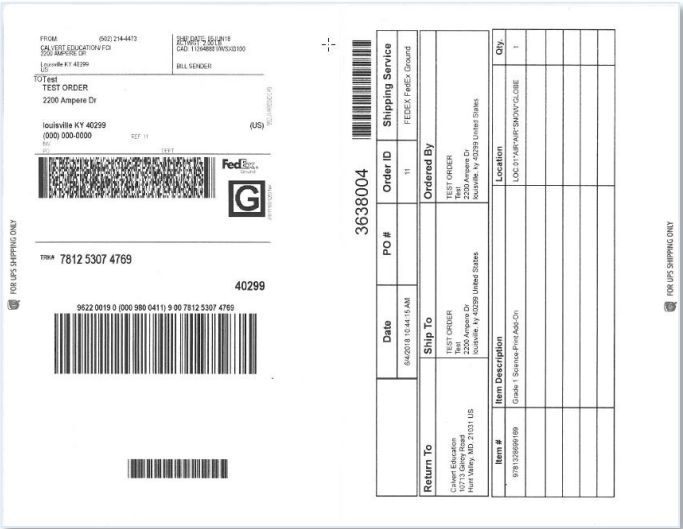 FROM: (502) 214-4473
CALVERT EDUCATION/ FCI
2200 AMPERE DR
Louisville KY 40299
US
SHIP DATE: 05JUN18
CAD: 112648881/WSXI3100
BILL SENDER
TO Test
TEST ORDER
2200 Ampere Dr
louisville KY 40299 (US)
(000) 000-0000 REF: 11
INV:
PO: DEPT:
FedEx
Ground
G
TRK# 7812 5307 4769
40299
9622 0019 0 (000 980 0411) 9 00 7812 5307 4769
FOR UPS SHIPPING ONLY
3638004
Date PO # Order ID Shipping Service
6/4/2018 10:44:15 AM 11 FEDEX FedEx Ground
Return To Ship To Ordered By
Calvert Education TEST ORDER TEST ORDER
Test Test
2200 Ampere Dr 2200 Ampere Dr
Hunt Valley, MD, 21031 US louisville, ky 40299 United States louisville, ky 40299 United States
Item # Item Description Location Qty.
Grade 1 Science-Print Add-On LOC 01*AIR*AIR*SNOW*GLOBE 1
FOR UPS SHIPPING ONLY